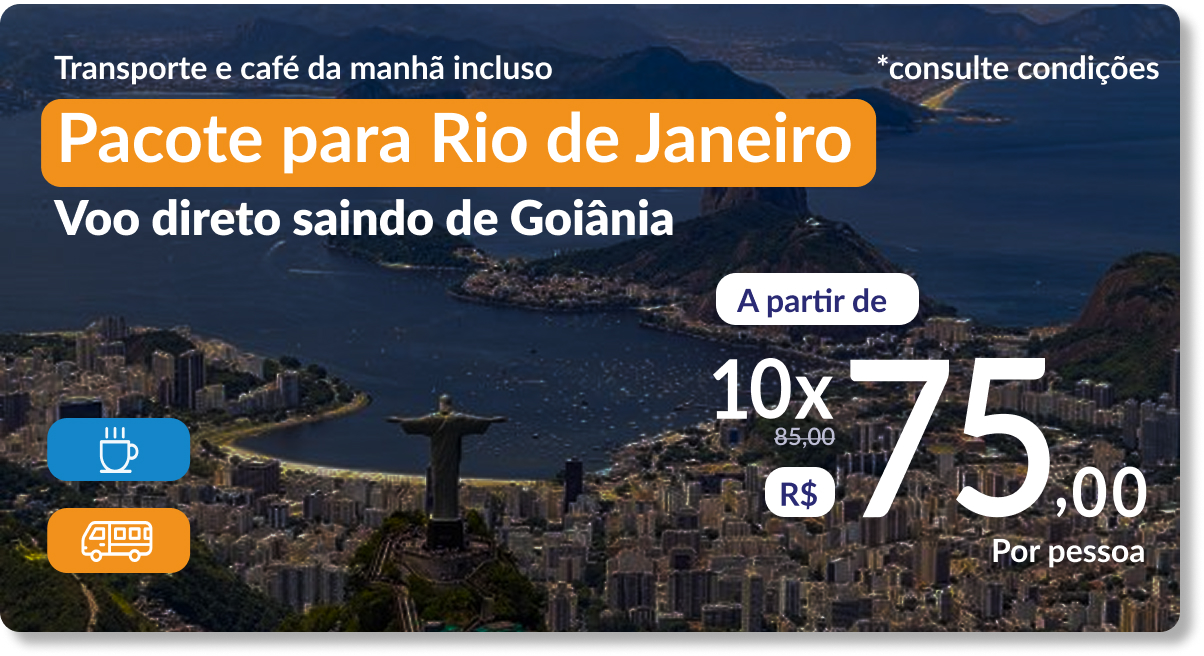 Transporte e café da manhã incluso
*consulte condições
Pacote para Rio de Janeiro
Voo direto saindo de Goiânia
A partir de
10x
85,00
R$
75,00
Por pessoa